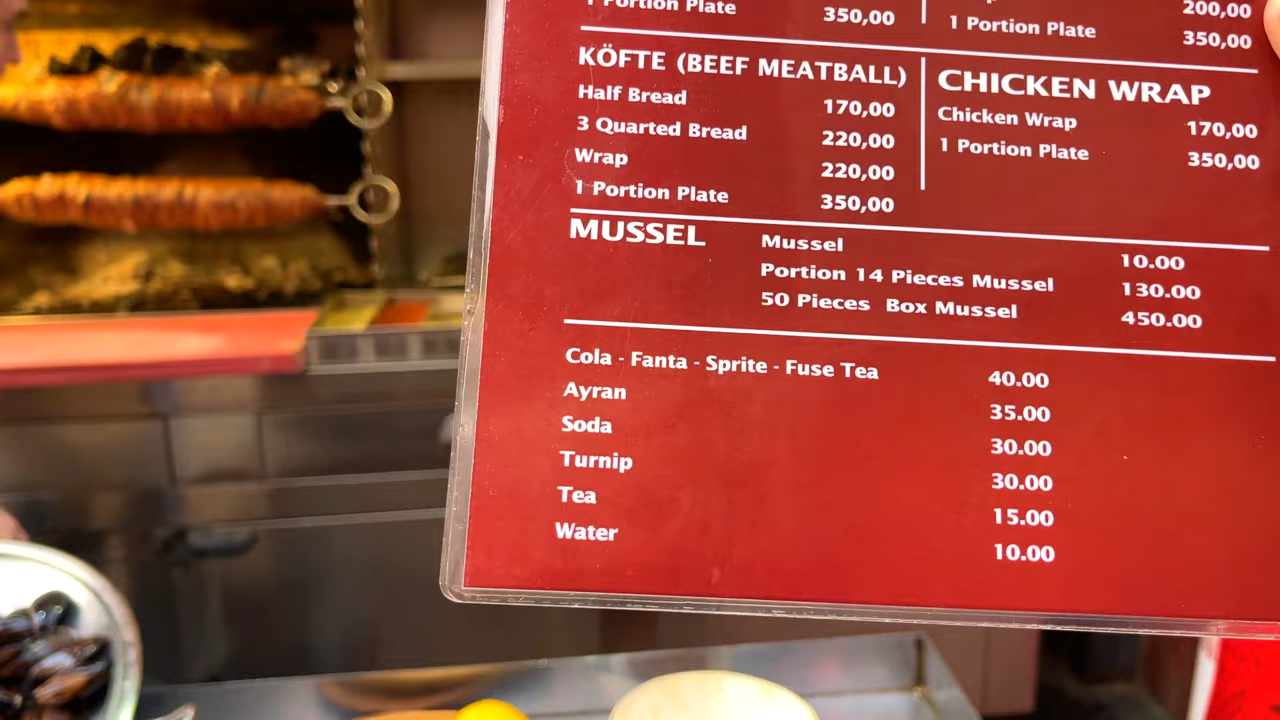 1 Portion Plate 350,00
200,00
1 Portion Plate 350,00
KÖFTE (BEEF MEATBALL)
Half Bread 170,00
3 Quarted Bread 220,00
Wrap 220,00
1 Portion Plate 350,00
CHICKEN WRAP
Chicken Wrap 170,00
1 Portion Plate 350,00
MUSSEL
Mussel 10.00
Portion 14 Pieces Mussel 130.00
50 Pieces Box Mussel 450.00
Cola - Fanta - Sprite - Fuse Tea 40.00
Ayran 35.00
Soda 30.00
Turnip 30.00
Tea 15.00
Water 10.00